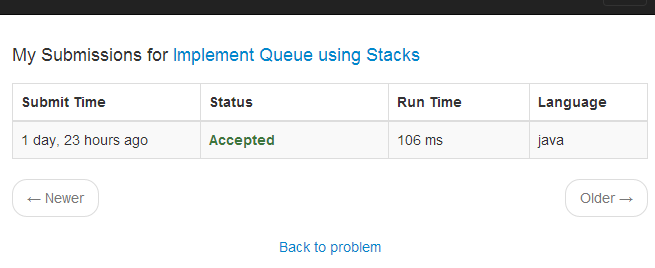 My Submissions for Implement Queue using Stacks
Submit Time Status Run Time Language
1 day, 23 hours ago Accepted 106 ms java
← Newer Older →
Back to problem